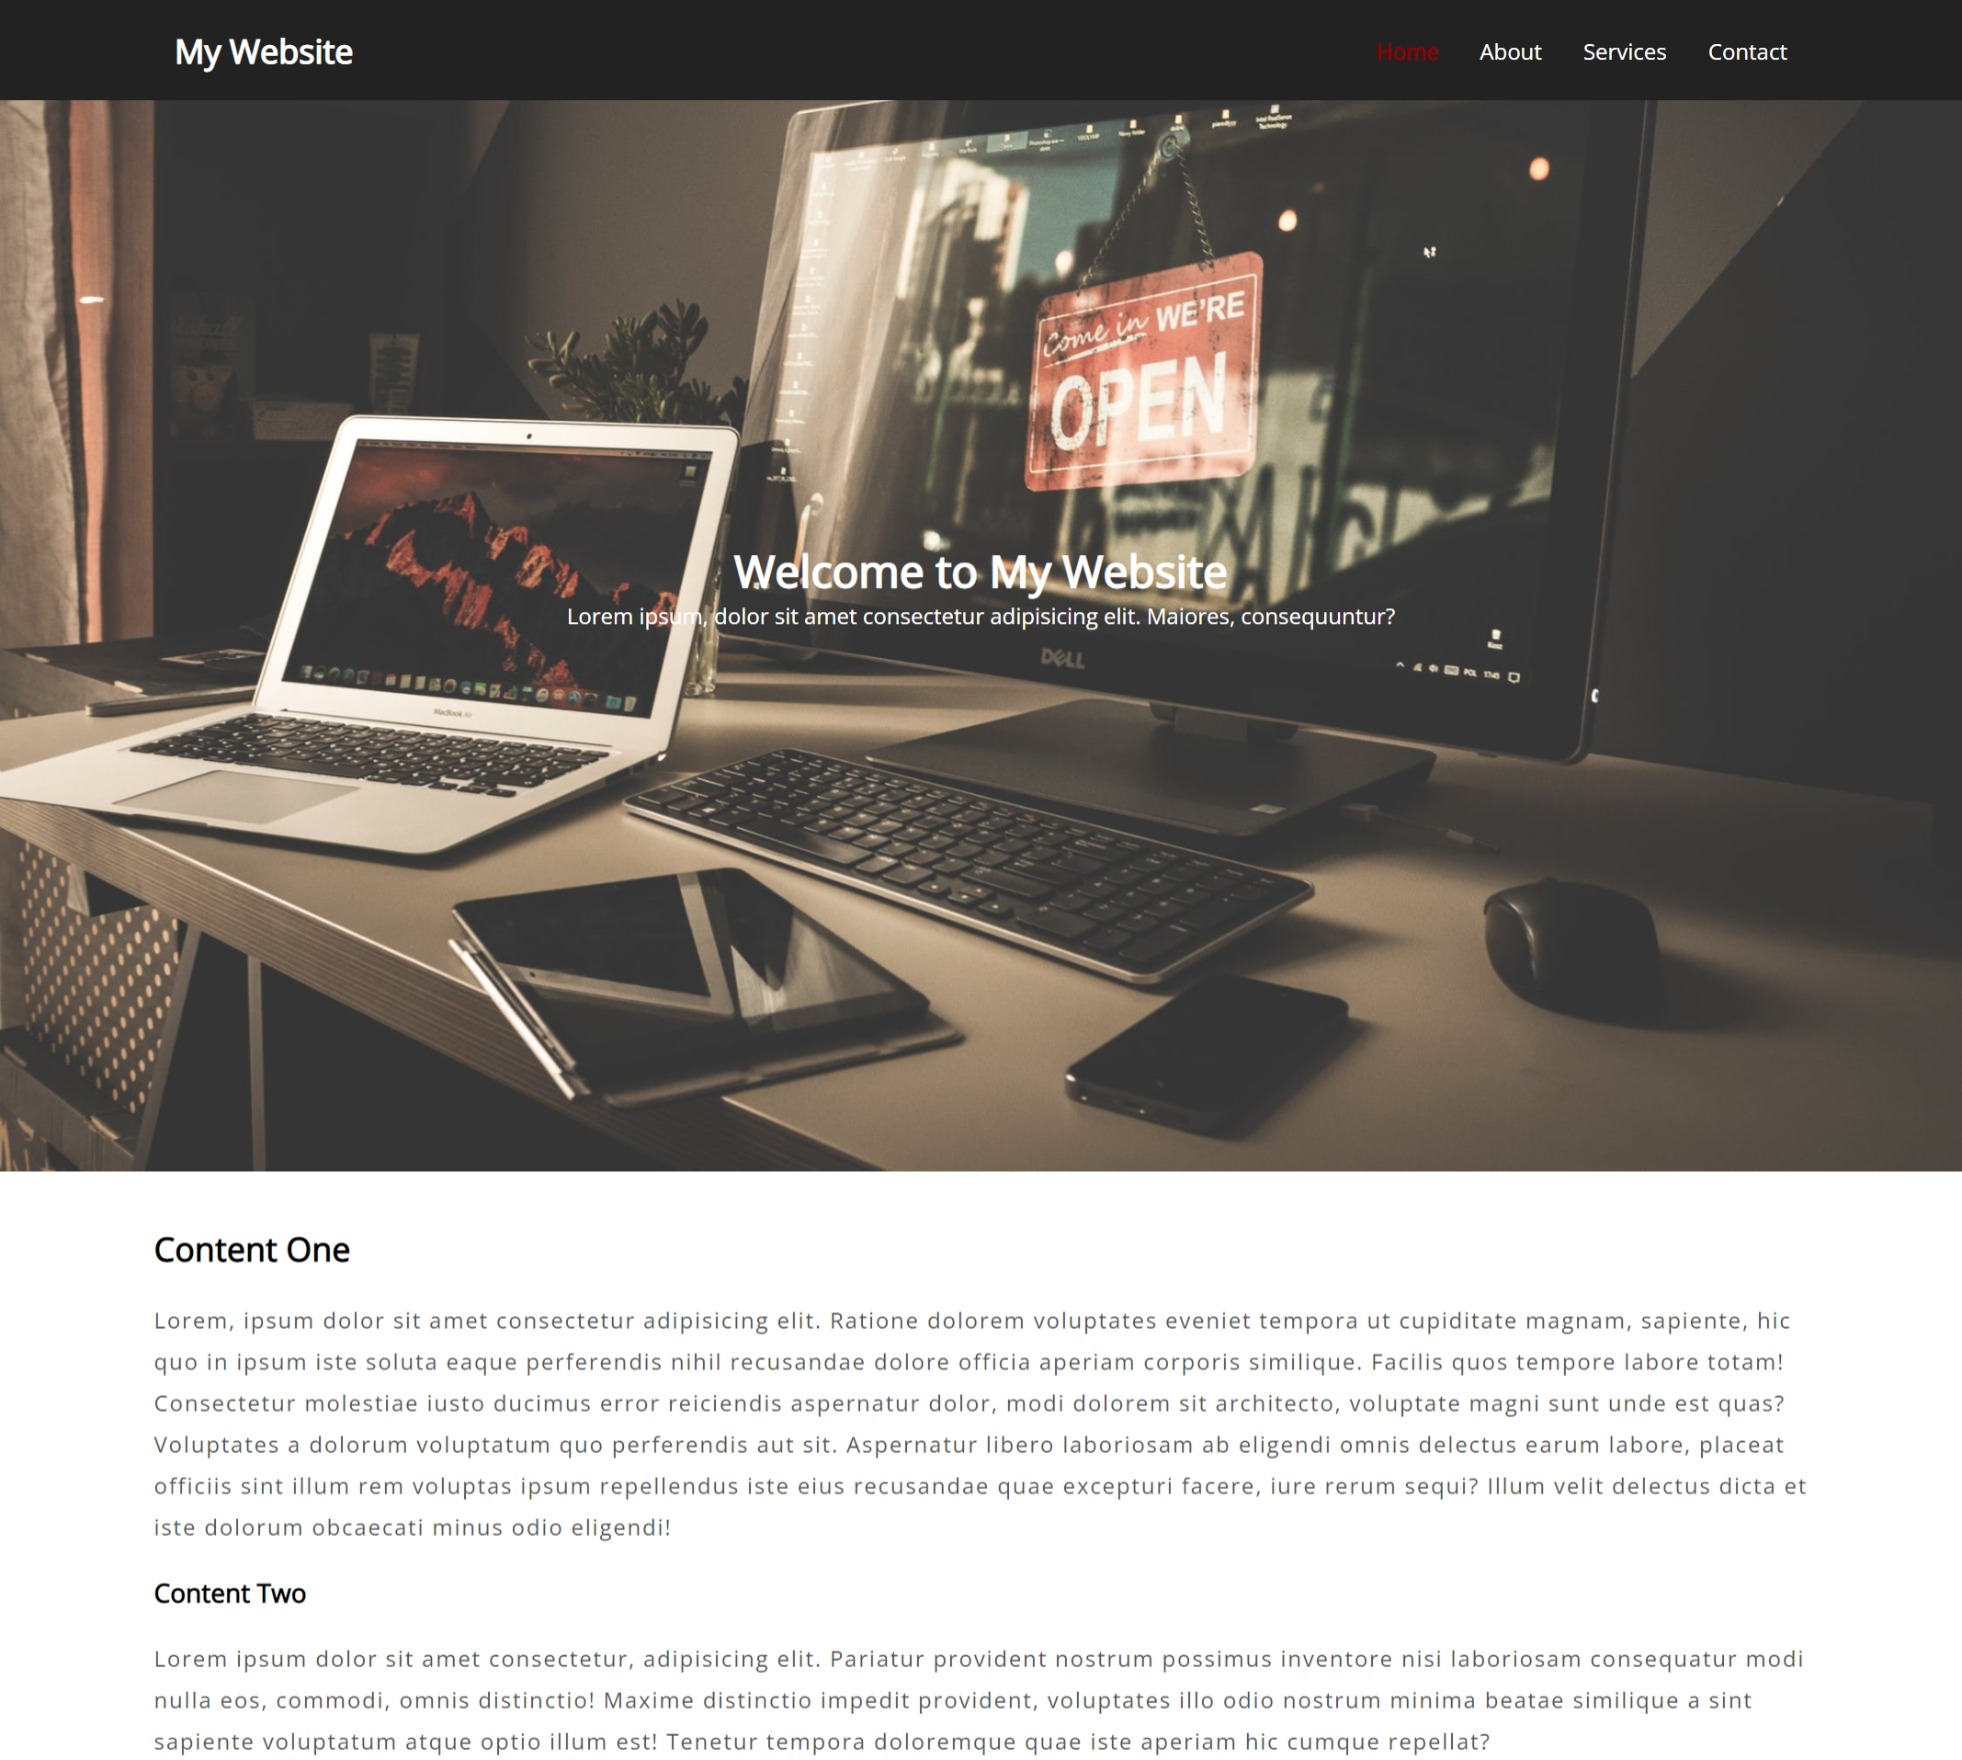 My Website
Home About Services Contact
Come in WE'RE
OPEN
Welcome to My Website
Lorem ipsum, dolor sit amet consectetur adipisicing elit. Maiores, consequuntur?
DELL
MacBook Air
Content One
Lorem, ipsum dolor sit amet consectetur adipisicing elit. Ratione dolorem voluptates eveniet tempora ut cupiditate magnam, sapiente, hic
quo in ipsum iste soluta eaque perferendis nihil recusandae dolore officia aperiam corporis similique. Facilis quos tempore labore totam!
Consectetur molestiae iusto ducimus error reiciendis aspernatur dolor, modi dolorem sit architecto, voluptate magni sunt unde est quas?
Voluptates a dolorum voluptatum quo perferendis aut sit. Aspernatur libero laboriosam ab eligendi omnis delectus earum labore, placeat
officiis sint illum rem voluptas ipsum repellendus iste eius recusandae quae excepturi facere, iure rerum sequi? Illum velit delectus dicta et
iste dolorum obcaecati minus odio eligendi!
Content Two
Lorem ipsum dolor sit amet consectetur, adipisicing elit. Pariatur provident nostrum possimus inventore nisi laboriosam consequatur modi
nulla eos, commodi, omnis distinctio! Maxime distinctio impedit provident, voluptates illo odio nostrum minima beatae similique a sint
sapiente voluptatum atque optio illum est! Tenetur tempora doloremque quae iste aperiam hic cumque repellat?